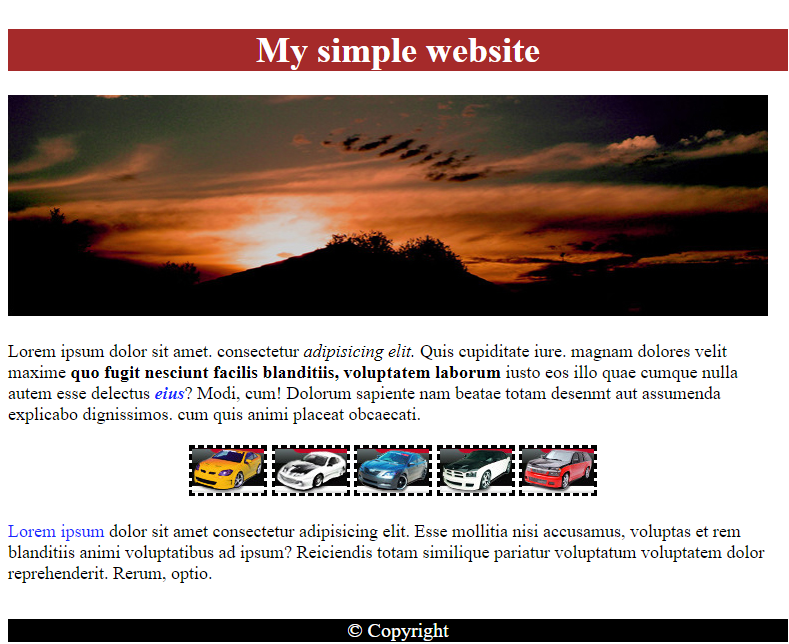 My simple website
Lorem ipsum dolor sit amet. consectetur adipisicing elit. Quis cupiditate iure. magnam dolores velit
maxime quo fugit nesciunt facilis blanditiis, voluptatem laborum iusto eos illo quae cumque nulla
autem esse delectus eius? Modi, cum! Dolorum sapiente nam beatae totam desenmt aut assumenda
explicabo dignissimos. cum quis animi placeat obcaecati.
Lorem ipsum dolor sit amet consectetur adipisicing elit. Esse mollitia nisi accusamus, voluptas et rem
blanditiis animi voluptatibus ad ipsum? Reiciendis totam similique pariatur voluptatum voluptatem dolor
reprehenderit. Rerum, optio.
© Copyright